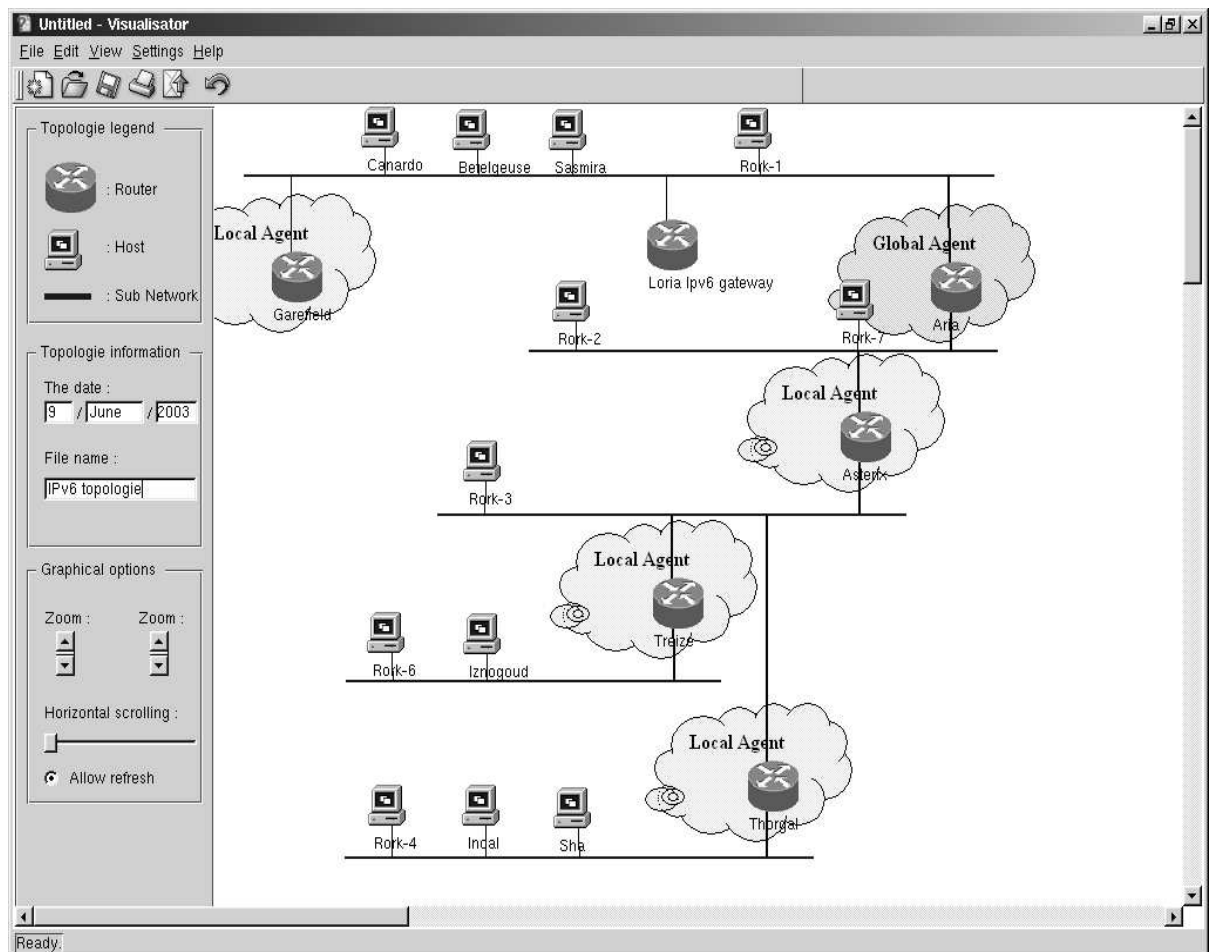 Untitled - Visualisator
File Edit View Settings Help
Topologie legend
: Router
: Host
: Sub Network
Topologie information
The date :
9 / June / 2003
File name :
IPv6 topologie
Graphical options
Zoom : Zoom :
Horizontal scrolling :
Allow refresh
Canardo Betelgeuse Sasmira Rork-1
Local Agent
Garefield
Loria Ipv6 gateway
Global Agent
Aria
Rork-2
Rork-7
Local Agent
Asterix
Rork-3
Local Agent
Treize
Rork-6 Iznogoud
Local Agent
Thorgal
Rork-4 Incal Sha
Ready.